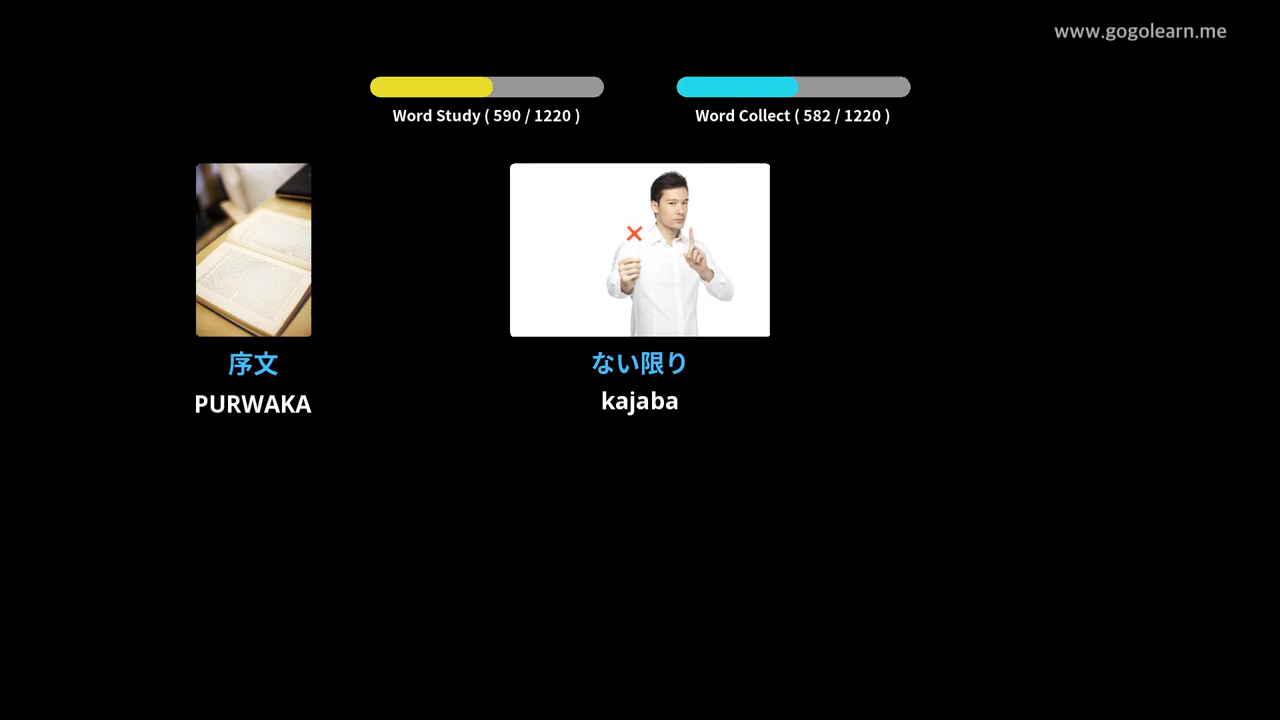 www.gogolearn.me
Word Study ( 590 / 1220 )
Word Collect ( 582 / 1220 )
序文
PURWAKA
ない限り
kajaba